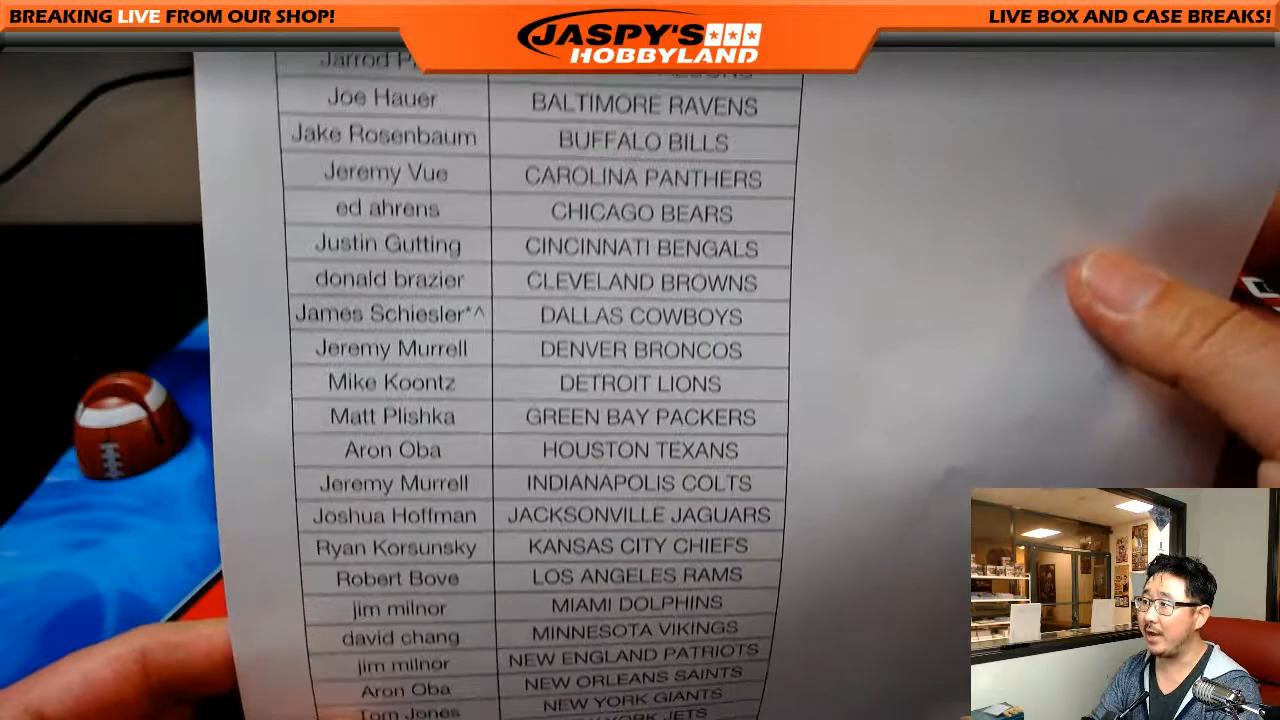 BREAKING LIVE FROM OUR SHOP!
JASPY'S
HOBBYLAND
LIVE BOX AND CASE BREAKS!
Jarrod
Joe Hauer BALTIMORE RAVENS
Jake Rosenbaum BUFFALO BILLS
Jeremy Vue CAROLINA PANTHERS
ed ahrens CHICAGO BEARS
Justin Gutting CINCINNATI BENGALS
donald brazier CLEVELAND BROWNS
James Schiesler*^ DALLAS COWBOYS
Jeremy Murrell DENVER BRONCOS
Mike Koontz DETROIT LIONS
Matt Plishka GREEN BAY PACKERS
Aron Oba HOUSTON TEXANS
Jeremy Murrell INDIANAPOLIS COLTS
Joshua Hoffman JACKSONVILLE JAGUARS
Ryan Korsunsky KANSAS CITY CHIEFS
Robert Bove LOS ANGELES RAMS
jim milnor MIAMI DOLPHINS
david chang MINNESOTA VIKINGS
jim milnor NEW ENGLAND PATRIOTS
Aron Oba NEW ORLEANS SAINTS
Tom Jones NEW YORK GIANTS
YORK JETS